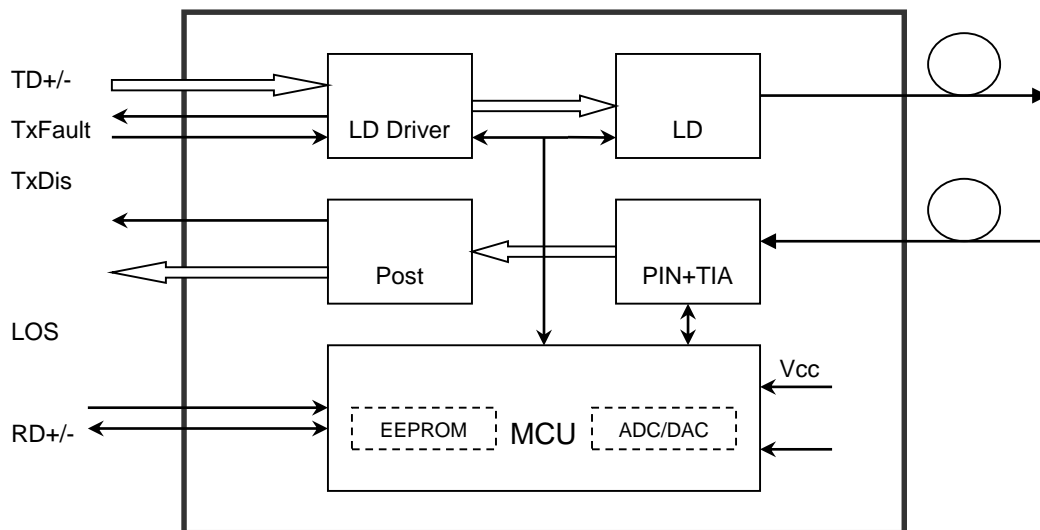 TD+/-
TxFault
TxDis
LOS
RD+/-
LD Driver
LD
Post
PIN+TIA
Vcc
EEPROM
MCU
ADC/DAC